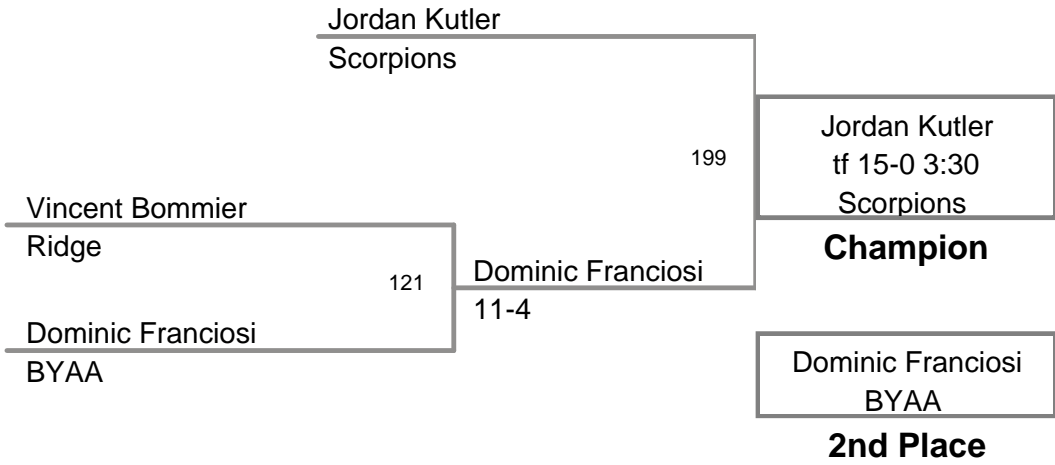 Jordan Kutler
Scorpions
199
Jordan Kutler
tf 15-0 3:30
Scorpions
Champion
Vincent Bommier
Ridge
121
Dominic Franciosi
11-4
Dominic Franciosi
BYAA
Dominic Franciosi
BYAA
2nd Place